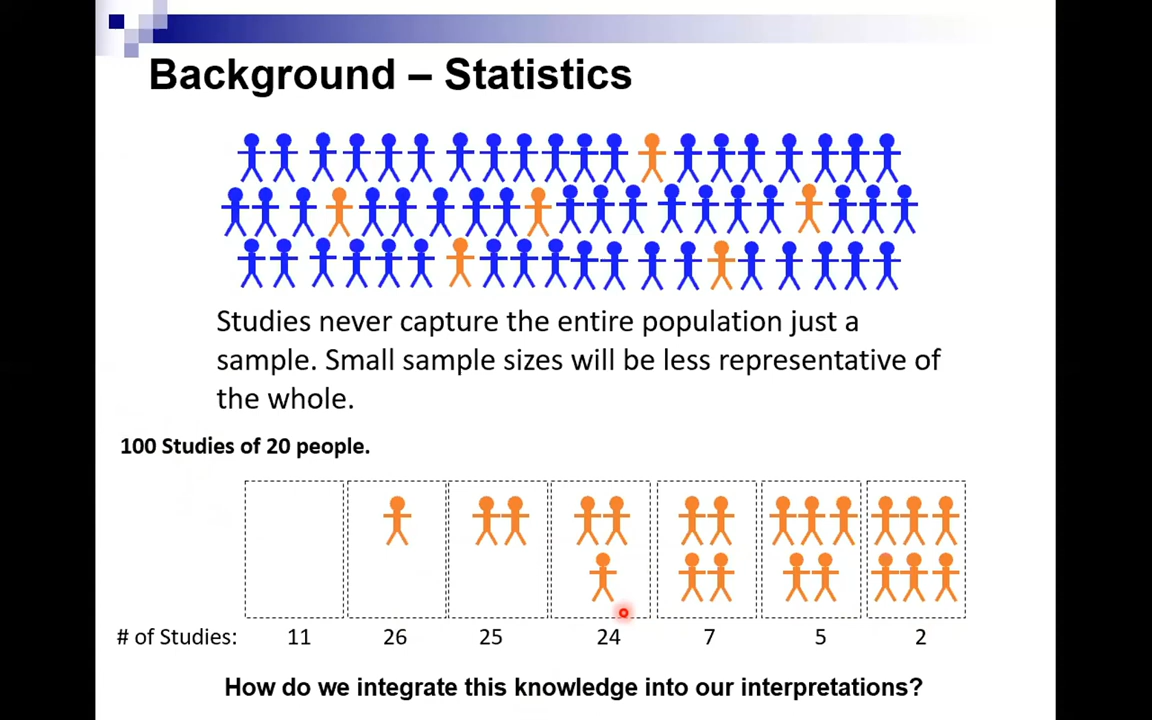 Background – Statistics
Studies never capture the entire population just a
sample. Small sample sizes will be less representative of
the whole.
100 Studies of 20 people.
# of Studies: 11 26 25 24 7 5 2
How do we integrate this knowledge into our interpretations?